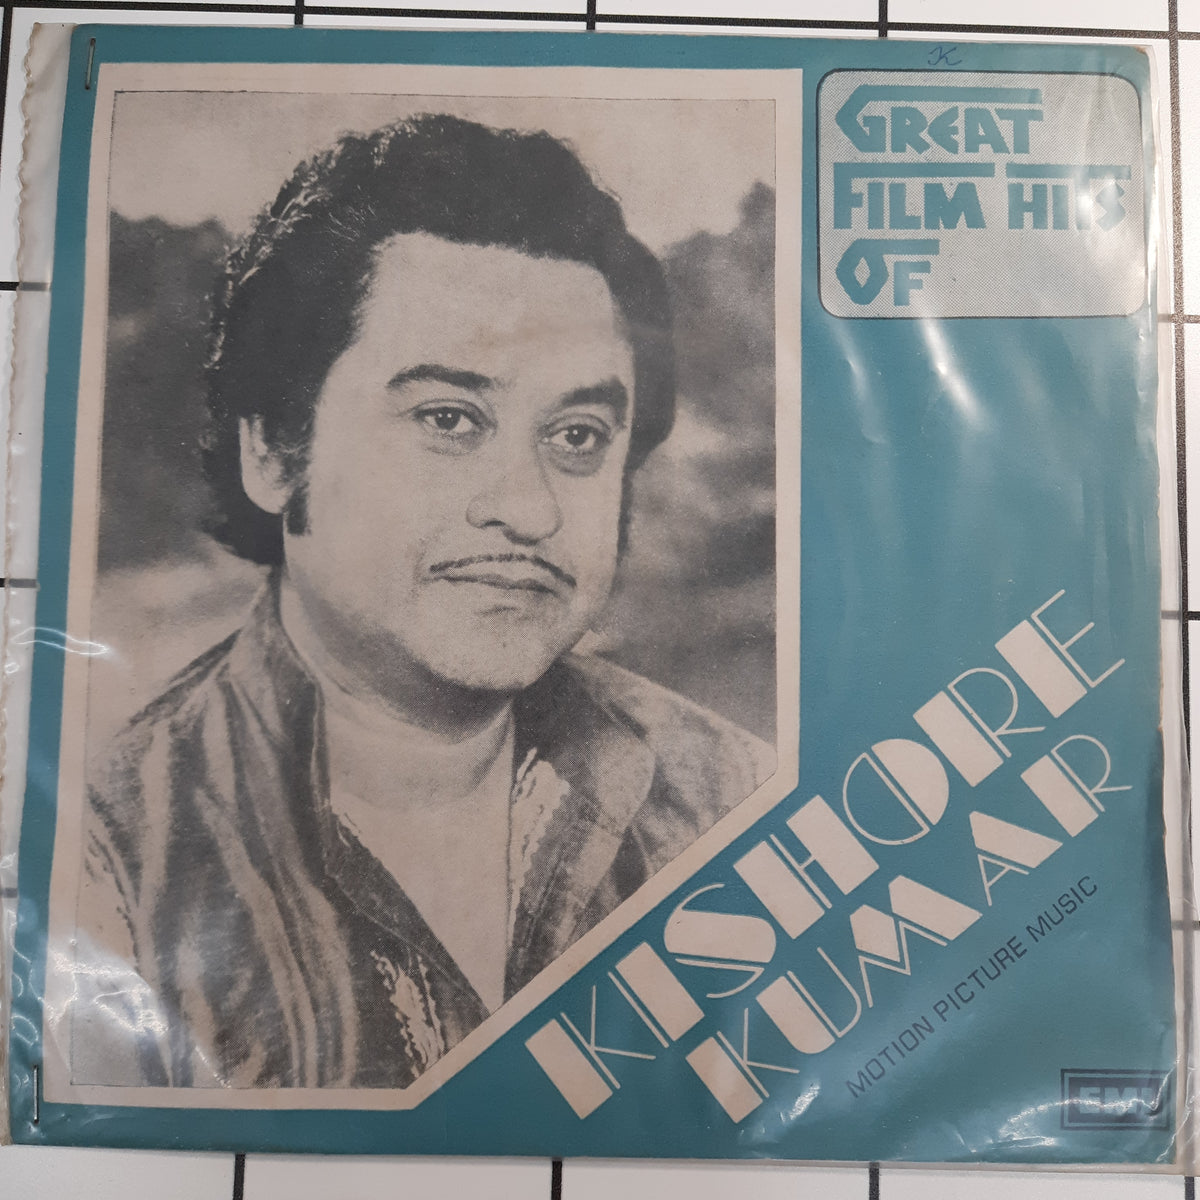 K
GREAT
FILM HITS
OF
KISHORE
KUMAR
MOTION PICTURE MUSIC
EMI